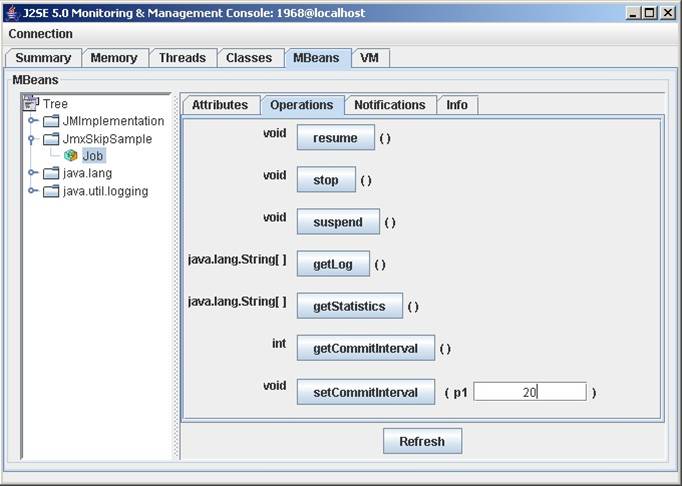 J2SE 5.0 Monitoring & Management Console: 1968@localhost
Connection
Summary Memory Threads Classes MBeans VM
MBeans
Tree
JMImplementation
JmxSkipSample
Job
java.lang
java.util.logging
Attributes Operations Notifications Info
void resume ( )
void stop ( )
void suspend ( )
java.lang.String[ ] getLog ( )
java.lang.String[ ] getStatistics ( )
int getCommitInterval ( )
void setCommitInterval ( p1 20 )
Refresh